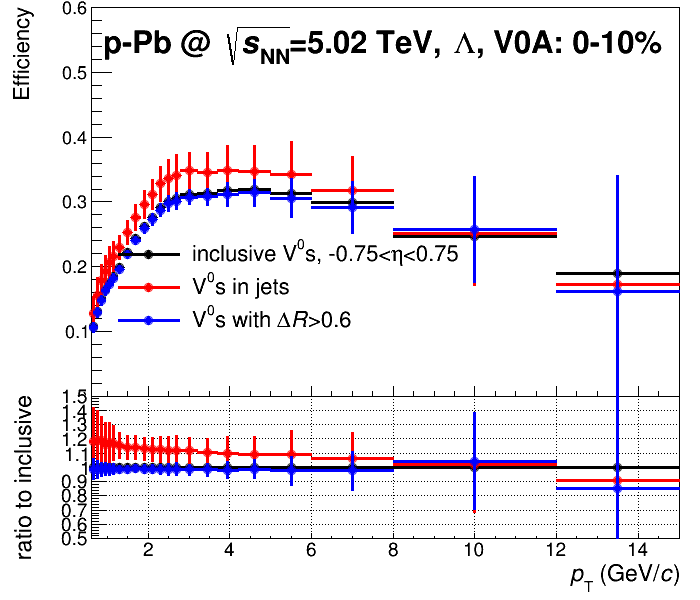 p-Pb @ √s_NN=5.02 TeV, Λ, V0A: 0-10%
Efficiency
0.6
0.5
0.4
0.3
0.2
0.1
inclusive V⁰s, -0.75<η<0.75
V⁰s in jets
V⁰s with ΔR>0.6
ratio to inclusive
1.5
1.4
1.3
1.2
1.1
1
0.9
0.8
0.7
0.6
0.5
2 4 6 8 10 12 14
p_T (GeV/c)